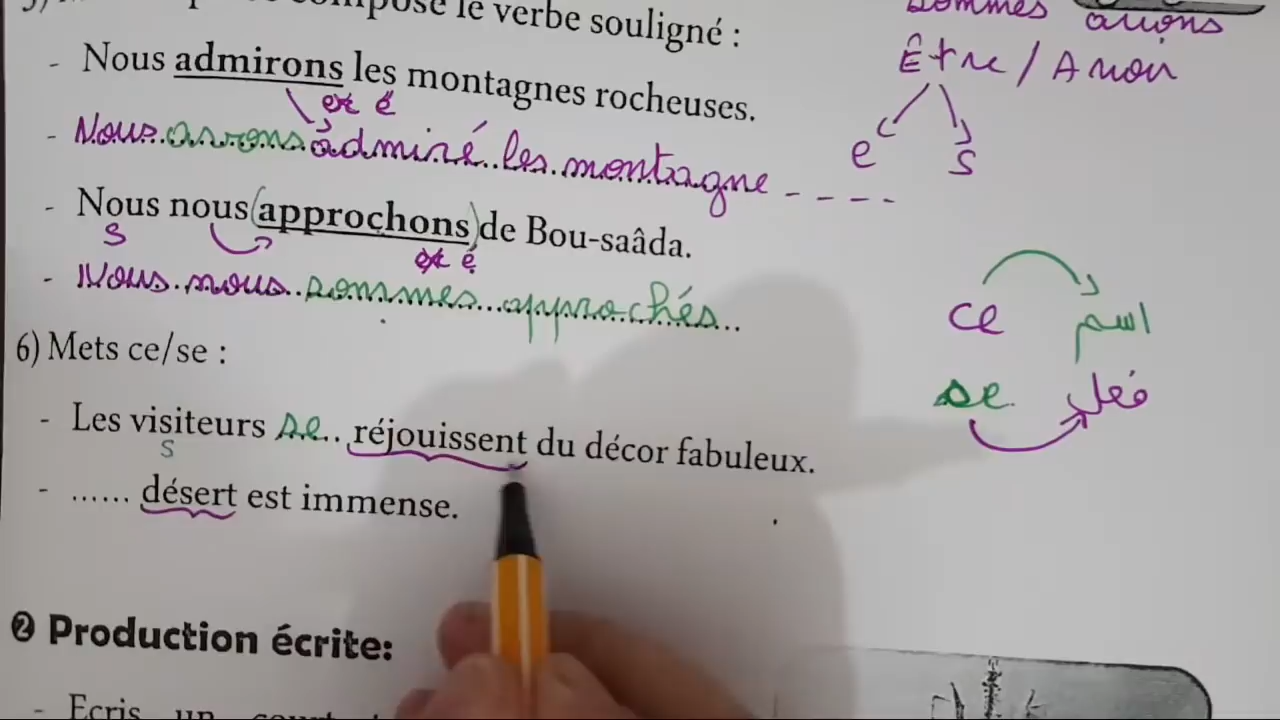 composé le verbe souligné :
sommes avons
Être / Avoir
e s
- Nous admirons les montagnes rocheuses.
er é
- Nous avons admiré les montagne - - - -
- Nous nous (approchons) de Bou-saâda.
s er é
- Nous nous sommes approchés
ce اسم
se فعل
6) Mets ce/se :
- Les visiteurs se réjouissent du décor fabuleux.
s
- ...... désert est immense.
❷ Production écrite:
- Ecris un court